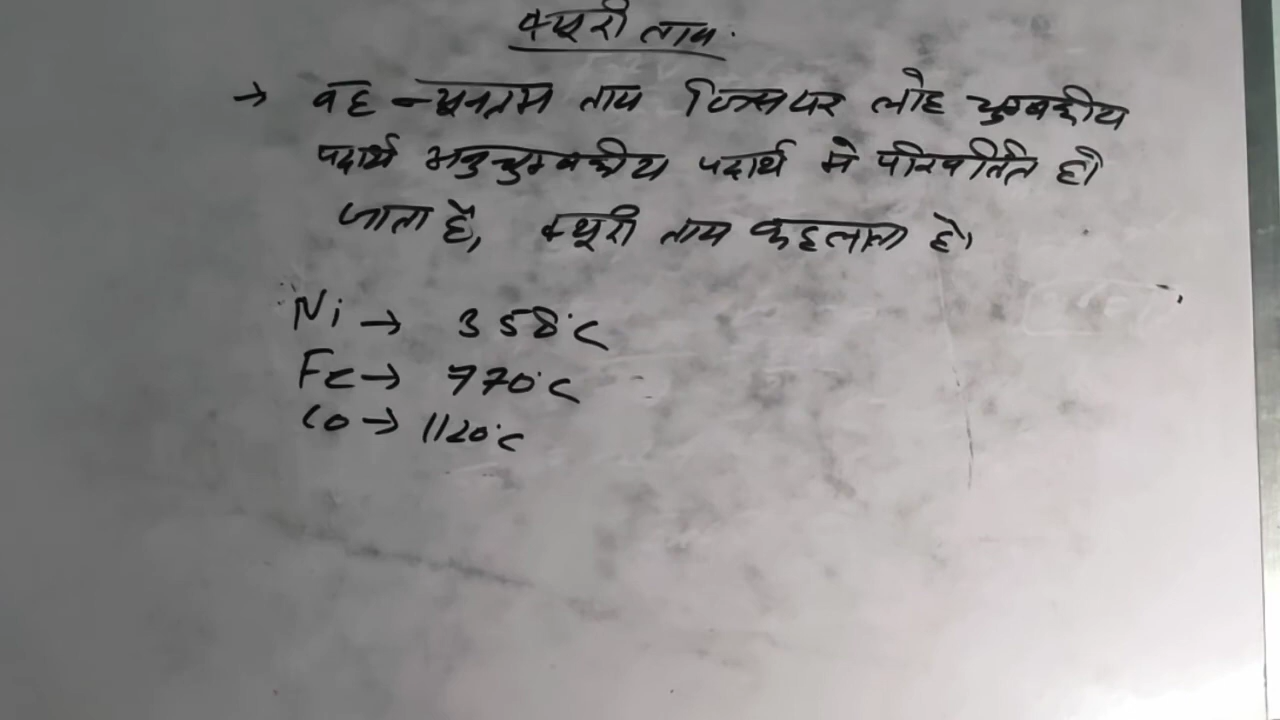 क्यूरी ताप.
→ वह न्यूनतम ताप जिसपर लौह चुम्बकीय
पदार्थ अनुचुम्बकीय पदार्थ मे परिवर्तित हो
जाता है, क्यूरी ताप कहलाता है।
Ni → 358°C
Fe → 770°C
Co → 1120°C